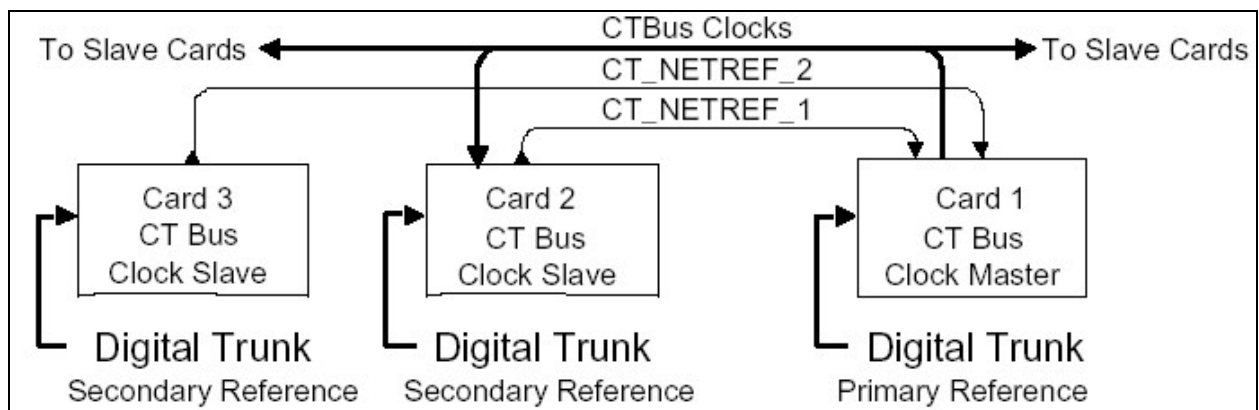 CTBus Clocks
To Slave Cards
To Slave Cards
CT_NETREF_2
CT_NETREF_1
Card 3
CT Bus
Clock Slave
Card 2
CT Bus
Clock Slave
Card 1
CT Bus
Clock Master
Digital Trunk
Secondary Reference
Digital Trunk
Secondary Reference
Digital Trunk
Primary Reference